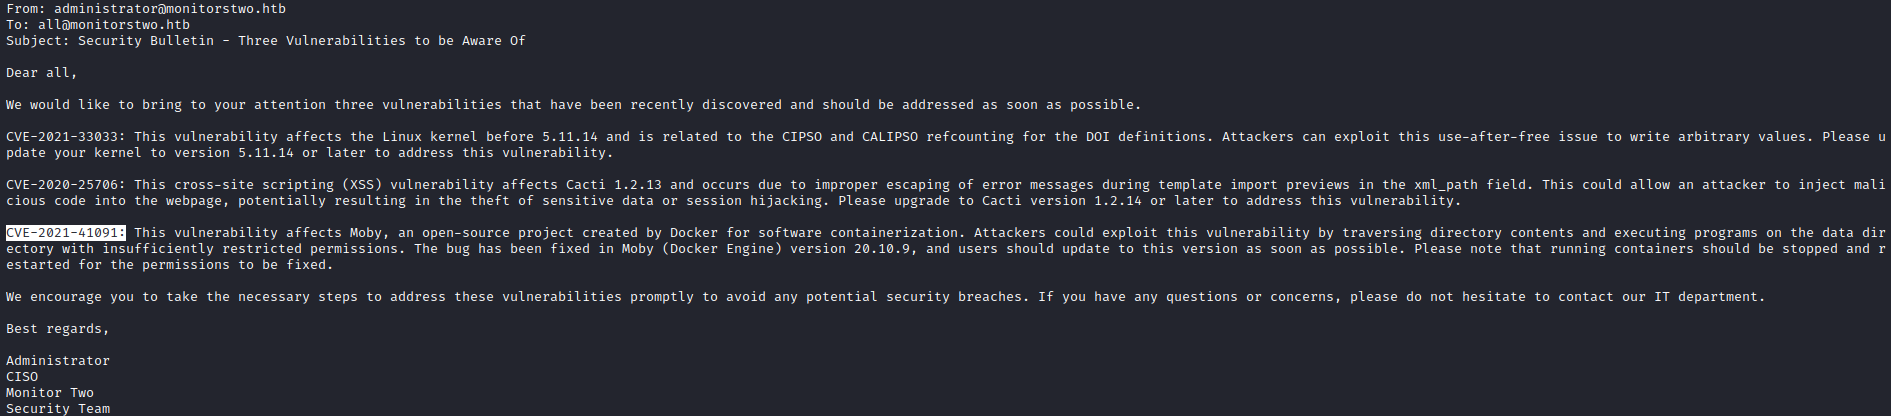 From: administrator@monitorstwo.htb
To: all@monitorstwo.htb
Subject: Security Bulletin - Three Vulnerabilities to be Aware Of
Dear all,
We would like to bring to your attention three vulnerabilities that have been recently discovered and should be addressed as soon as possible.
CVE-2021-33033: This vulnerability affects the Linux kernel before 5.11.14 and is related to the CIPSO and CALIPSO refcounting for the DOI definitions. Attackers can exploit this use-after-free issue to write arbitrary values. Please u
pdate your kernel to version 5.11.14 or later to address this vulnerability.
CVE-2020-25706: This cross-site scripting (XSS) vulnerability affects Cacti 1.2.13 and occurs due to improper escaping of error messages during template import previews in the xml_path field. This could allow an attacker to inject mali
cious code into the webpage, potentially resulting in the theft of sensitive data or session hijacking. Please upgrade to Cacti version 1.2.14 or later to address this vulnerability.
CVE-2021-41091: This vulnerability affects Moby, an open-source project created by Docker for software containerization. Attackers could exploit this vulnerability by traversing directory contents and executing programs on the data dir
ectory with insufficiently restricted permissions. The bug has been fixed in Moby (Docker Engine) version 20.10.9, and users should update to this version as soon as possible. Please note that running containers should be stopped and r
estarted for the permissions to be fixed.
We encourage you to take the necessary steps to address these vulnerabilities promptly to avoid any potential security breaches. If you have any questions or concerns, please do not hesitate to contact our IT department.
Best regards,
Administrator
CISO
Monitor Two
Security Team